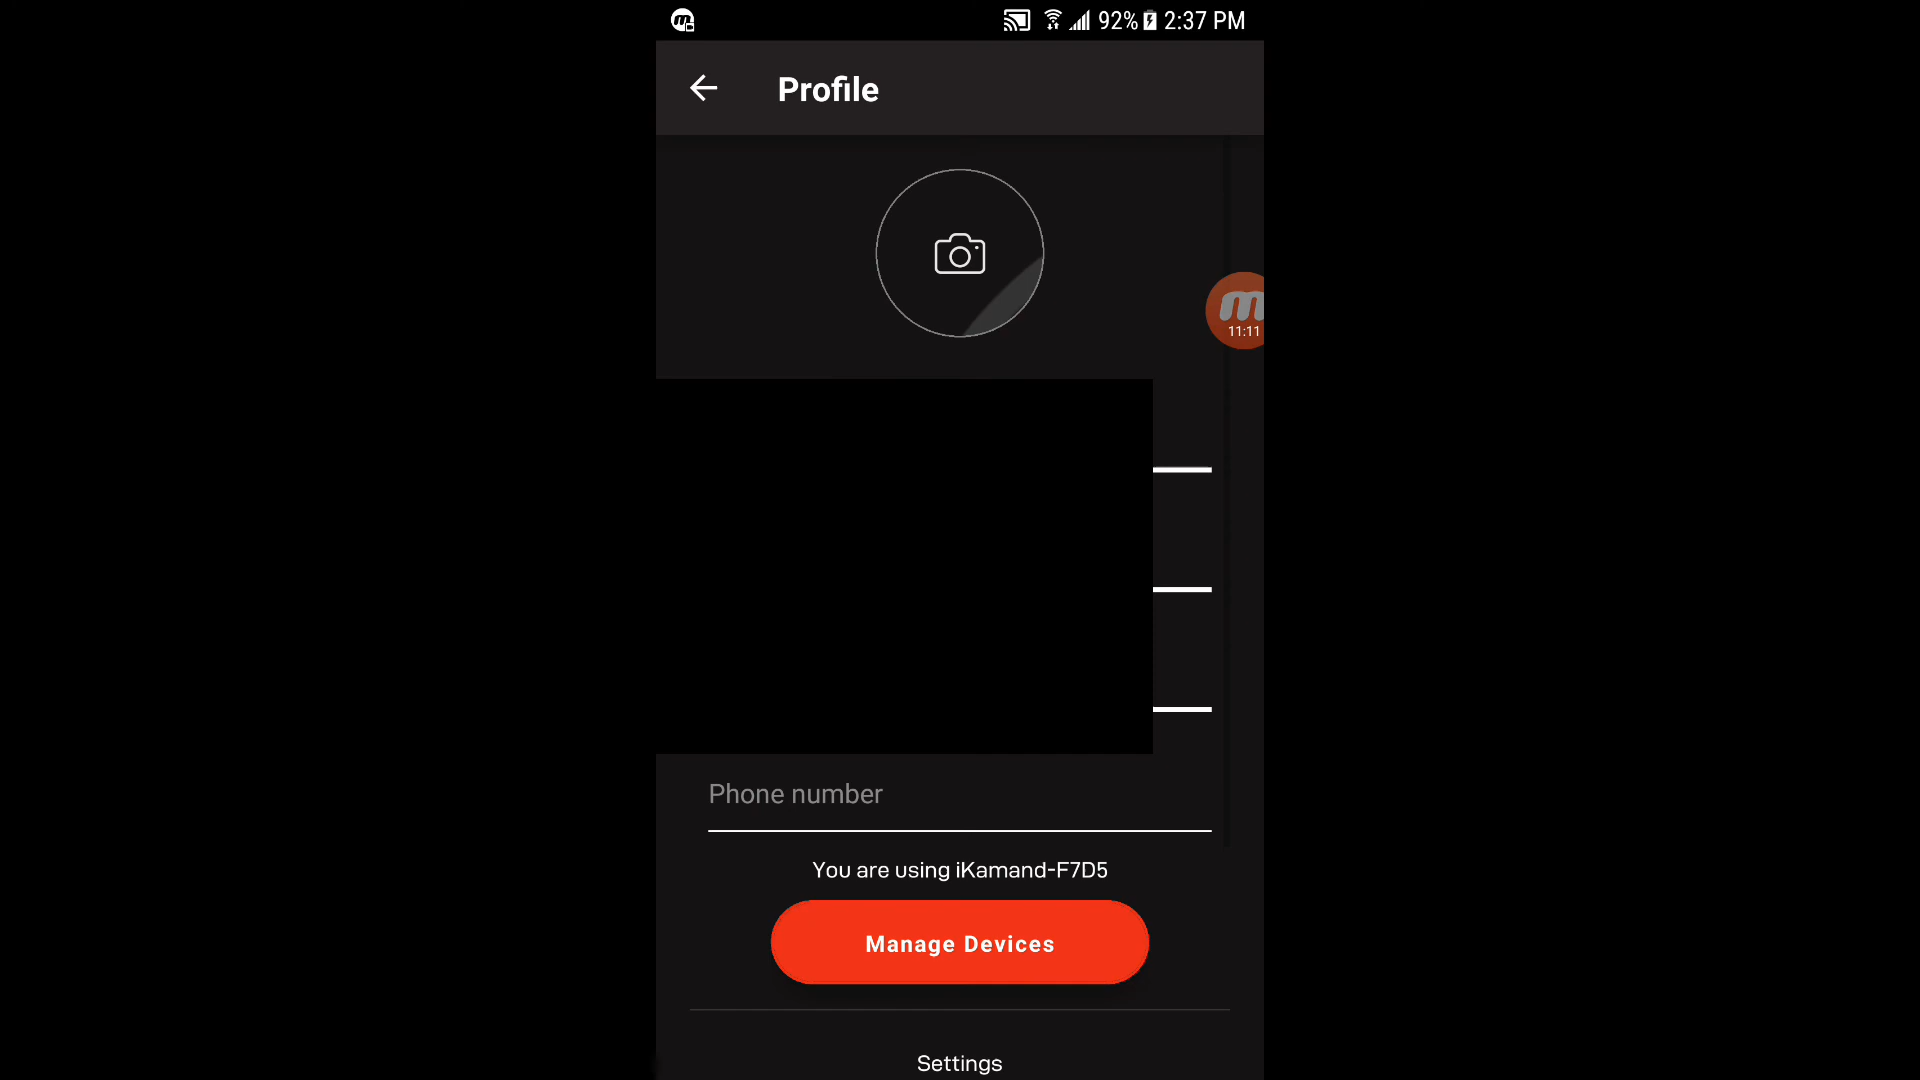 92% 2:37 PM
Profile
11:11
Phone number
You are using iKamand-F7D5
Manage Devices
Settings